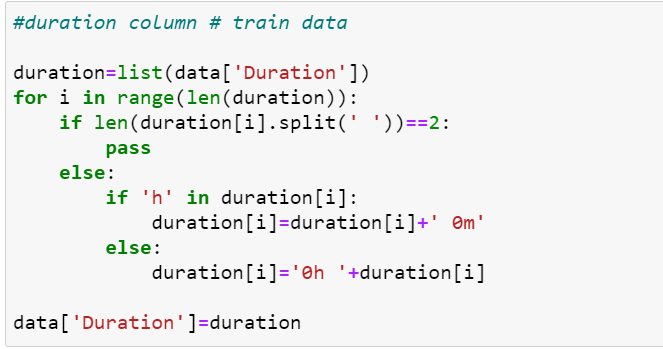 #duration column # train data
duration=list(data['Duration'])
for i in range(len(duration)):
    if len(duration[i].split(' '))==2:
        pass
    else:
        if 'h' in duration[i]:
            duration[i]=duration[i]+' 0m'
        else:
            duration[i]='0h '+duration[i]
data['Duration']=duration